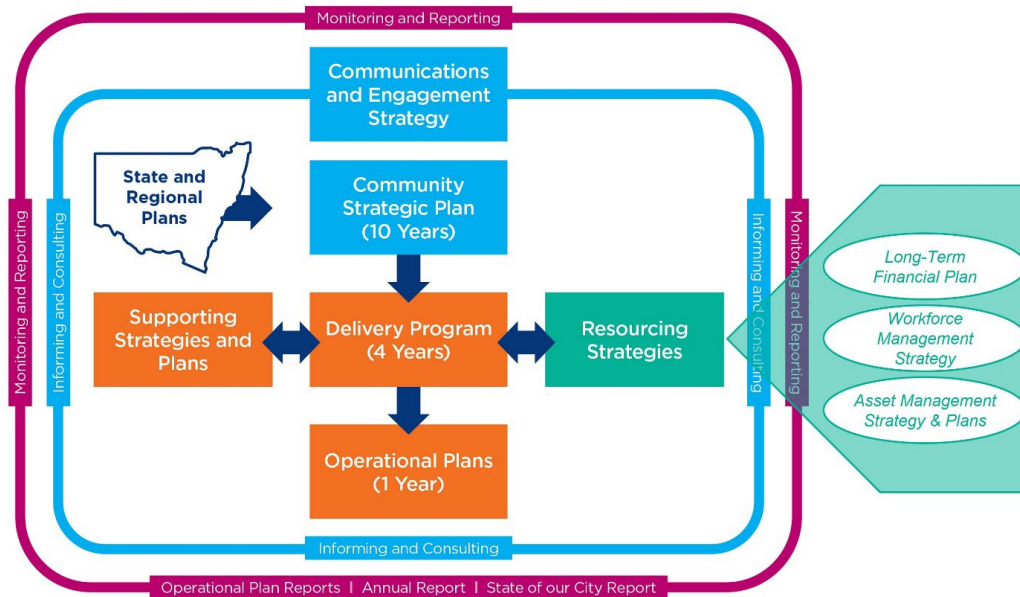 Monitoring and Reporting
Communications
and Engagement
Strategy
State and
Regional
Plans
Community
Strategic Plan
(10 Years)
Monitoring and Reporting
Informing and Consulting
Informing and Consulting
Monitoring and Reporting
Supporting
Strategies and
Plans
Delivery Program
(4 Years)
Resourcing
Strategies
Long-Term
Financial Plan
Workforce
Management
Strategy
Asset Management
Strategy & Plans
Operational Plans
(1 Year)
Informing and Consulting
Operational Plan Reports | Annual Report | State of our City Report